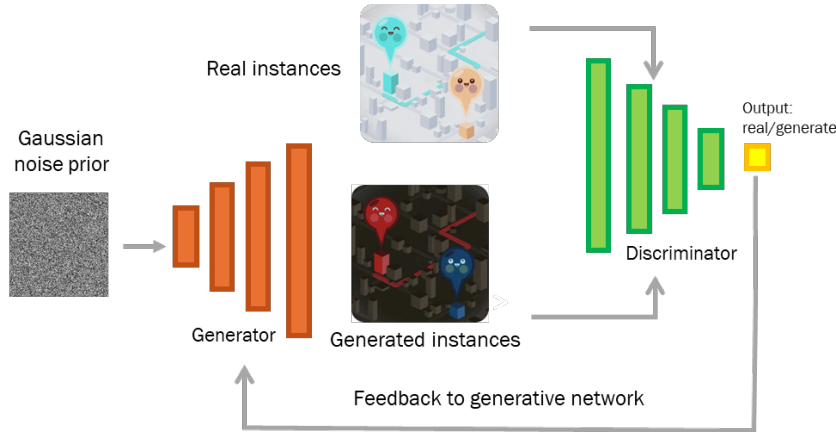 Real instances
Gaussian
noise prior
Output:
real/generate
Discriminator
Generator
Generated instances
Feedback to generative network